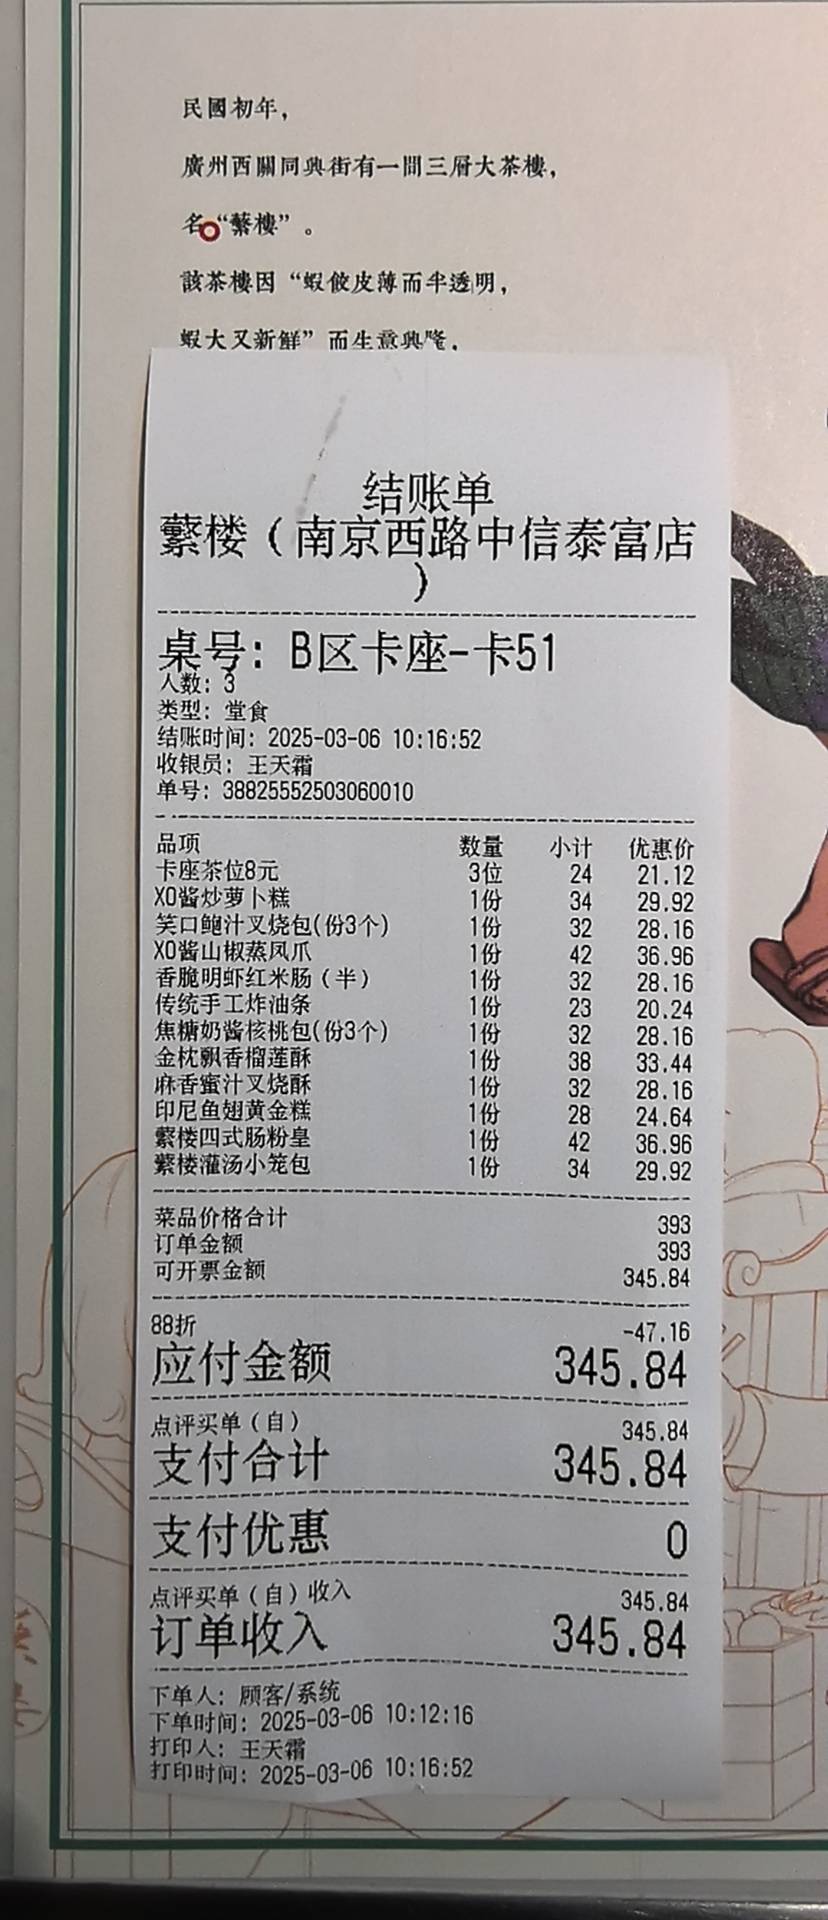 民國初年，
廣州西關同興街有一間三層大茶樓，
名“蘩樓”。
該茶樓因“蝦餃皮薄而半透明，
蝦大又新鮮”而生意興隆，
结账单
蘩楼（南京西路中信泰富店
）
桌号：B区卡座-卡51
人数：3
类型：堂食
结账时间：2025-03-06 10:16:52
收银员：王天霜
单号：38825552503060010
品项 数量 小计 优惠价
卡座茶位8元 3位 24 21.12
XO酱炒萝卜糕 1份 34 29.92
笑口鲍汁叉烧包(份3个) 1份 32 28.16
XO酱山椒蒸凤爪 1份 42 36.96
香脆明虾红米肠（半） 1份 32 28.16
传统手工炸油条 1份 23 20.24
焦糖奶酱核桃包(份3个) 1份 32 28.16
金枕飘香榴莲酥 1份 38 33.44
麻香蜜汁叉烧酥 1份 32 28.16
印尼鱼翅黄金糕 1份 28 24.64
蘩楼四式肠粉皇 1份 42 36.96
蘩楼灌汤小笼包 1份 34 29.92
菜品价格合计 393
订单金额 393
可开票金额 345.84
88折 -47.16
应付金额 345.84
点评买单（自） 345.84
支付合计 345.84
支付优惠 0
点评买单（自）收入 345.84
订单收入 345.84
下单人：顾客/系统
下单时间：2025-03-06 10:12:16
打印人：王天霜
打印时间：2025-03-06 10:16:52